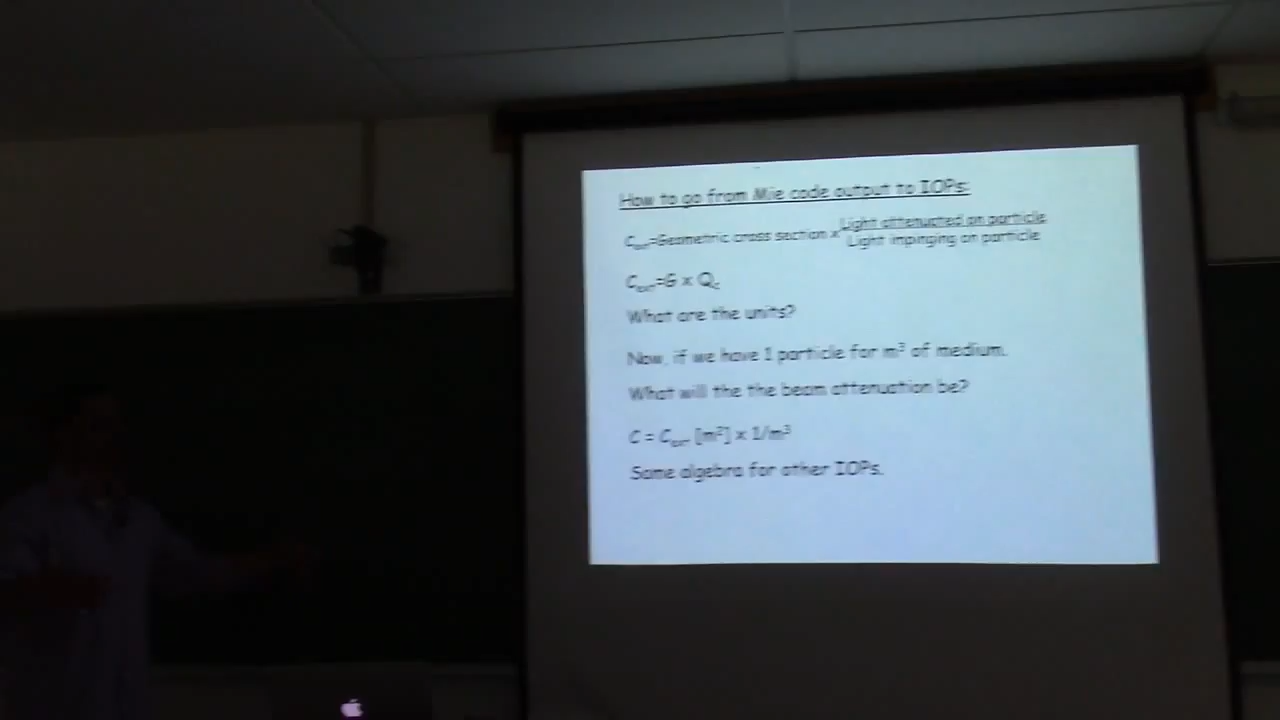 How to go from Mie code output to IOPs:
Cext=Geometric cross section x Light attenuated on particle
Light impinging on particle
Cext=G x Qc
What are the units?
Now, if we have 1 particle for m³ of medium.
What will the the beam attenuation be?
C = Cext [m²] x 1/m³
Same algebra for other IOPs.